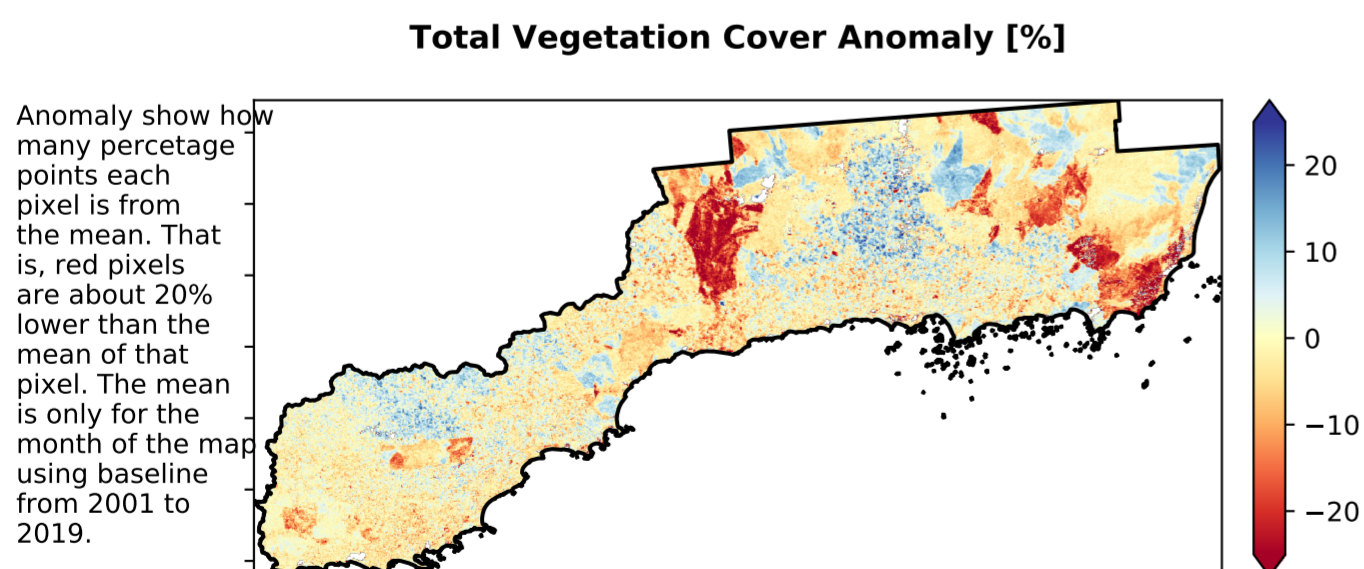 Total Vegetation Cover Anomaly [%]
Anomaly show how
many percetage
points each
pixel is from
the mean. That
is, red pixels
are about 20%
lower than the
mean of that
pixel. The mean
is only for the
month of the map
using baseline
from 2001 to
2019.
20
10
0
−10
−20